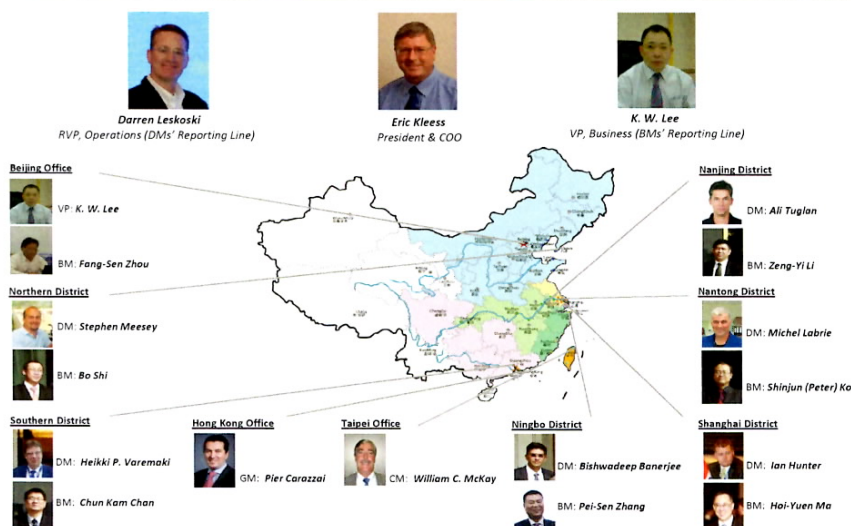 Darren Leskoski
RVP, Operations (DMs' Reporting Line)
Eric Kleess
President & COO
K. W. Lee
VP, Business (BMs' Reporting Line)
Beijing Office
VP: K. W. Lee
BM: Fang-Sen Zhou
Northern District
DM: Stephen Meesey
BM: Bo Shi
Southern District
DM: Heikki P. Varemaki
BM: Chun Kam Chan
Hong Kong Office
GM: Pier Carazzai
Taipei Office
CM: William C. McKay
Ningbo District
DM: Bishwadeep Banerjee
BM: Pei-Sen Zhang
Nanjing District
DM: Ali Tuglan
BM: Zeng-Yi Li
Nantong District
DM: Michel Labrie
BM: Shinjun (Peter) Ko
Shanghai District
DM: Ian Hunter
BM: Hoi-Yuen Ma